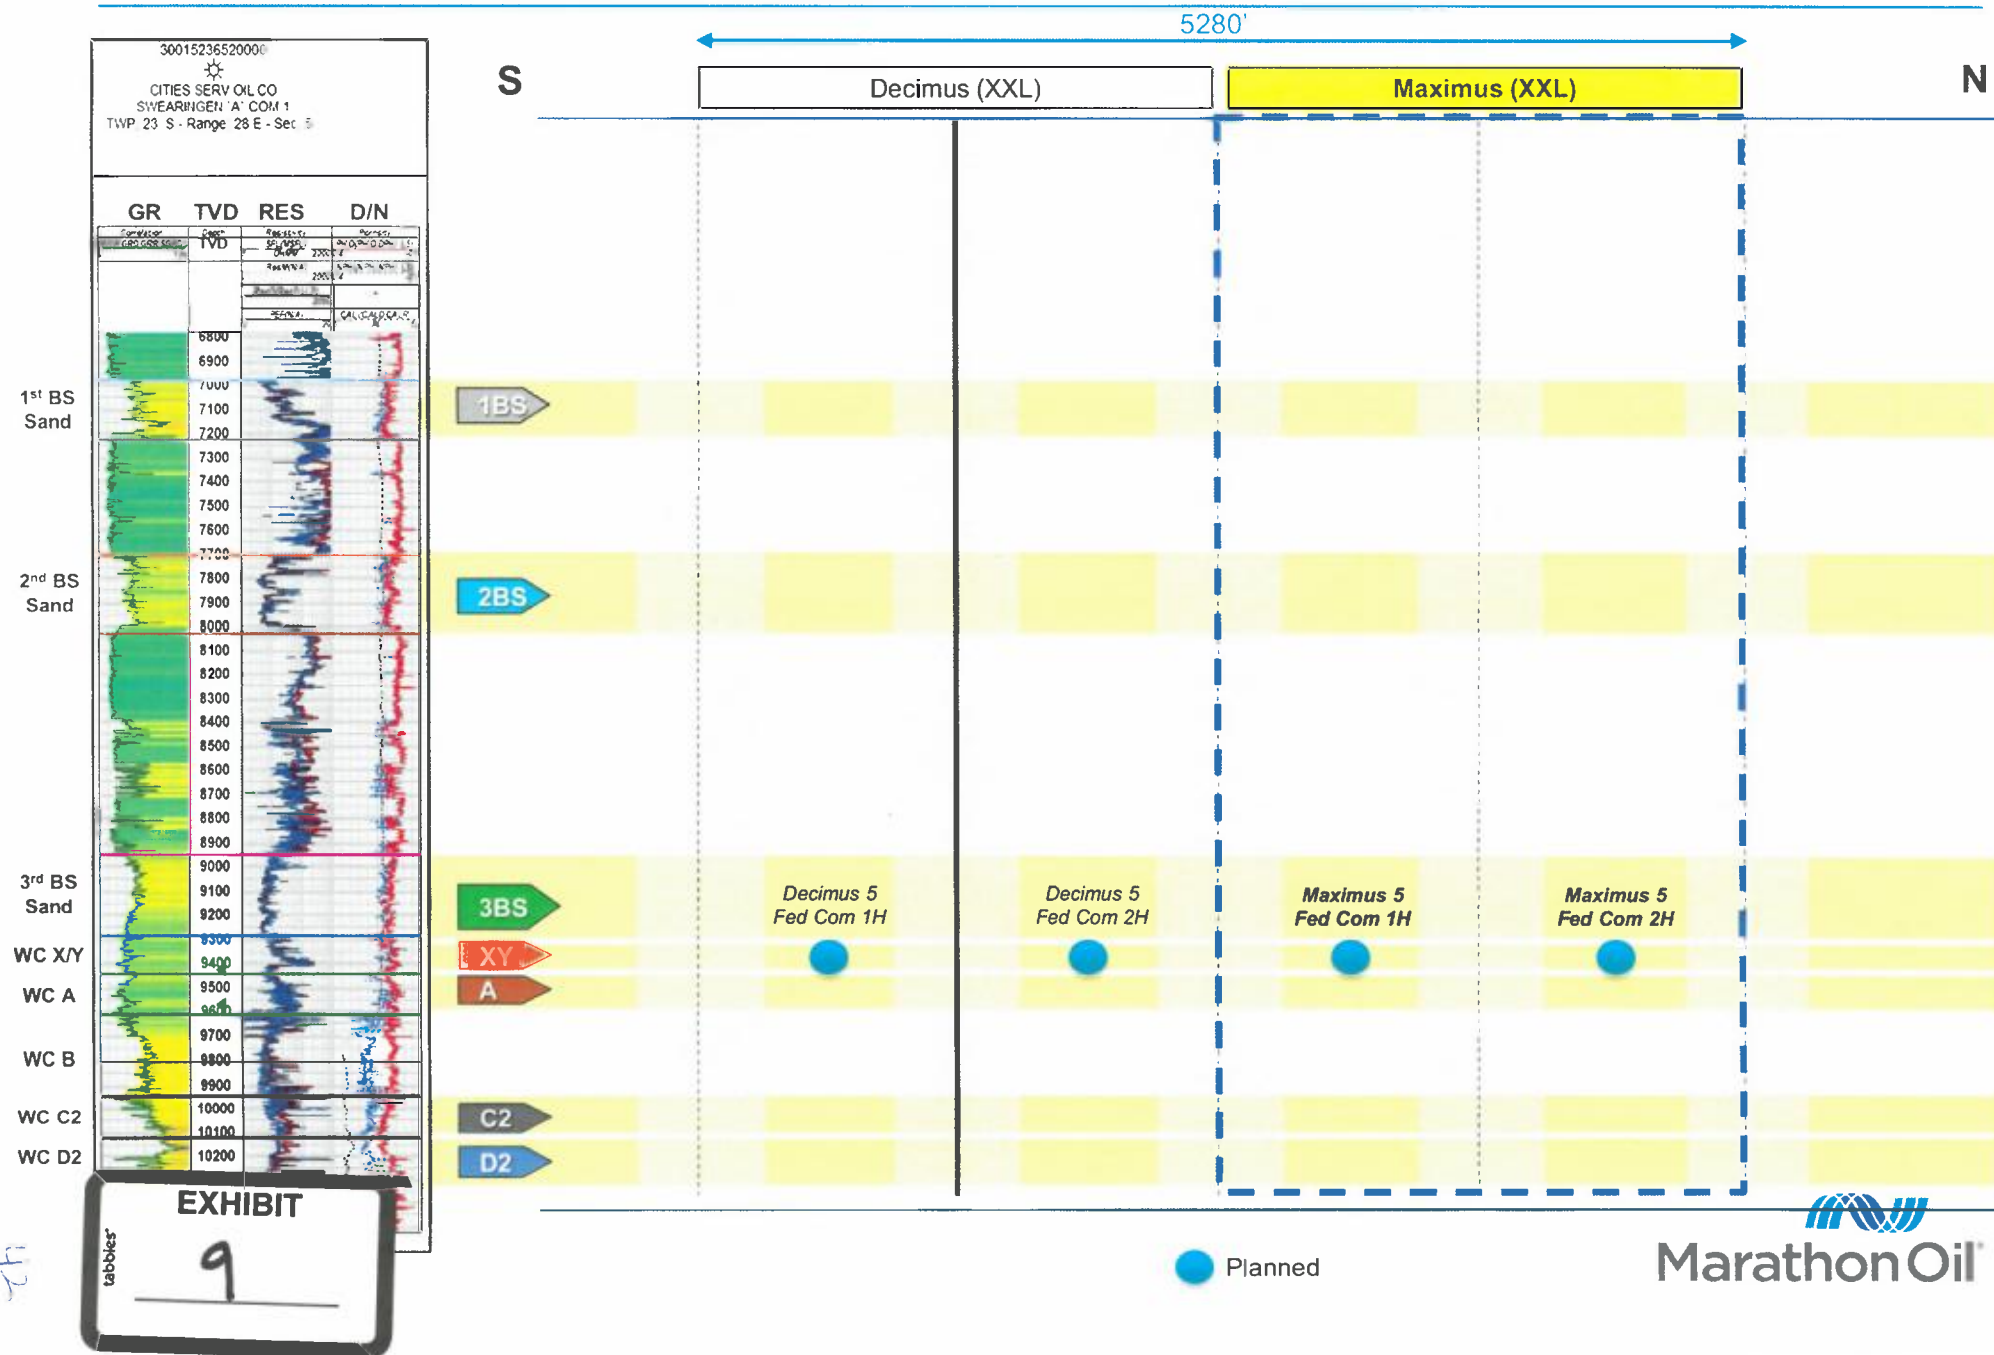 5280'
30015236520000
CITIES SERV OIL CO
SWEARINGEN 'A' COM 1
TWP 23 S - Range 28 E - Sec 5
S
Decimus (XXL)
Maximus (XXL)
N
GR TVD RES D/N
TVD
6800
6900
7000
1st BS
Sand
7100
7200
1BS
7300
7400
7500
7600
7700
2nd BS
Sand
7800
7900
8000
2BS
8100
8200
8300
8400
8500
8600
8700
8800
8900
9000
3rd BS
Sand
9100
9200
3BS
Decimus 5
Fed Com 1H
Decimus 5
Fed Com 2H
Maximus 5
Fed Com 1H
Maximus 5
Fed Com 2H
9300
WC X/Y
9400
XY
WC A
9500
9600
A
9700
WC B
9800
9900
10000
WC C2
10100
C2
WC D2
10200
D2
EXHIBIT
9
tabbies
Planned
Marathon Oil